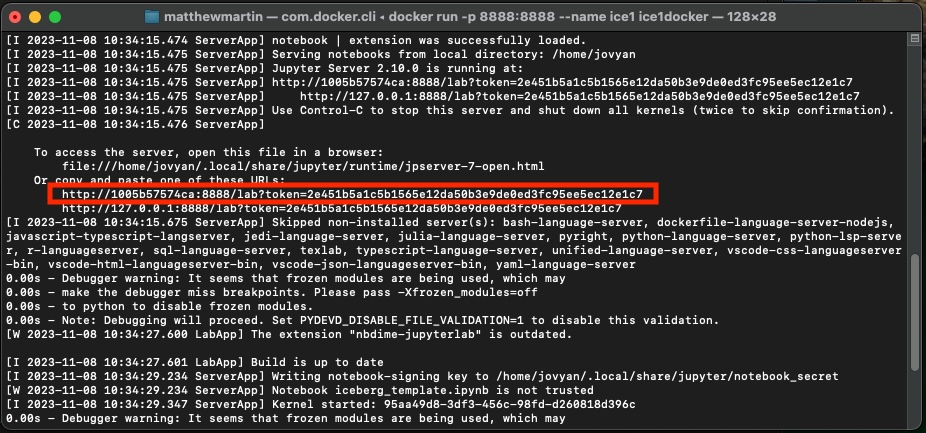 matthewmartin — com.docker.cli ◂ docker run -p 8888:8888 --name ice1 ice1docker — 128×28
[I 2023-11-08 10:34:15.474 ServerApp] notebook | extension was successfully loaded.
[I 2023-11-08 10:34:15.475 ServerApp] Serving notebooks from local directory: /home/jovyan
[I 2023-11-08 10:34:15.475 ServerApp] Jupyter Server 2.10.0 is running at:
[I 2023-11-08 10:34:15.475 ServerApp] http://1005b57574ca:8888/lab?token=2e451b5a1c5b1565e12da50b3e9de0ed3fc95ee5ec12e1c7
[I 2023-11-08 10:34:15.475 ServerApp]     http://127.0.0.1:8888/lab?token=2e451b5a1c5b1565e12da50b3e9de0ed3fc95ee5ec12e1c7
[I 2023-11-08 10:34:15.475 ServerApp] Use Control-C to stop this server and shut down all kernels (twice to skip confirmation).
[C 2023-11-08 10:34:15.476 ServerApp]
To access the server, open this file in a browser:
file:///home/jovyan/.local/share/jupyter/runtime/jpserver-7-open.html
Or copy and paste one of these URLs:
http://1005b57574ca:8888/lab?token=2e451b5a1c5b1565e12da50b3e9de0ed3fc95ee5ec12e1c7
http://127.0.0.1:8888/lab?token=2e451b5a1c5b1565e12da50b3e9de0ed3fc95ee5ec12e1c7
[I 2023-11-08 10:34:15.675 ServerApp] Skipped non-installed server(s): bash-language-server, dockerfile-language-server-nodejs,
javascript-typescript-langserver, jedi-language-server, julia-language-server, pyright, python-language-server, python-lsp-serve
r, r-languageserver, sql-language-server, texlab, typescript-language-server, unified-language-server, vscode-css-languageserver
-bin, vscode-html-languageserver-bin, vscode-json-languageserver-bin, yaml-language-server
0.00s - Debugger warning: It seems that frozen modules are being used, which may
0.00s - make the debugger miss breakpoints. Please pass -Xfrozen_modules=off
0.00s - to python to disable frozen modules.
0.00s - Note: Debugging will proceed. Set PYDEVD_DISABLE_FILE_VALIDATION=1 to disable this validation.
[W 2023-11-08 10:34:27.600 LabApp] The extension "nbdime-jupyterlab" is outdated.
[I 2023-11-08 10:34:27.601 LabApp] Build is up to date
[I 2023-11-08 10:34:29.234 ServerApp] Writing notebook-signing key to /home/jovyan/.local/share/jupyter/notebook_secret
[W 2023-11-08 10:34:29.234 ServerApp] Notebook iceberg_template.ipynb is not trusted
[I 2023-11-08 10:34:29.347 ServerApp] Kernel started: 95aa49d8-3df3-456c-98fd-d260818d396c
0.00s - Debugger warning: It seems that frozen modules are being used, which may